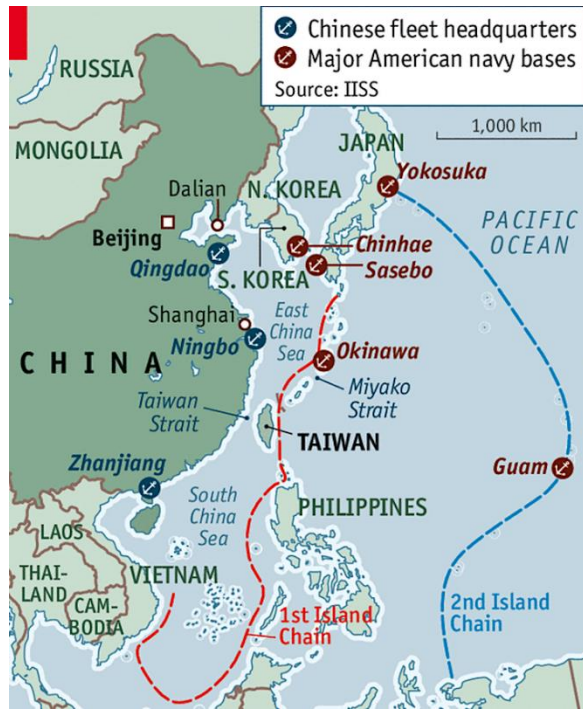 Chinese fleet headquarters
Major American navy bases
Source: IISS
RUSSIA
1,000 km
MONGOLIA
JAPAN
Yokosuka
Dalian
N. KOREA
PACIFIC
OCEAN
Beijing
Chinhae
Qingdao
Sasebo
S. KOREA
Shanghai
East
China
Sea
Ningbo
Okinawa
CHINA
Miyako
Strait
Taiwan
Strait
TAIWAN
Zhanjiang
Guam
South
China
Sea
PHILIPPINES
LAOS
THAI-
LAND
VIETNAM
CAM-
BODIA
1st Island
Chain
2nd Island
Chain